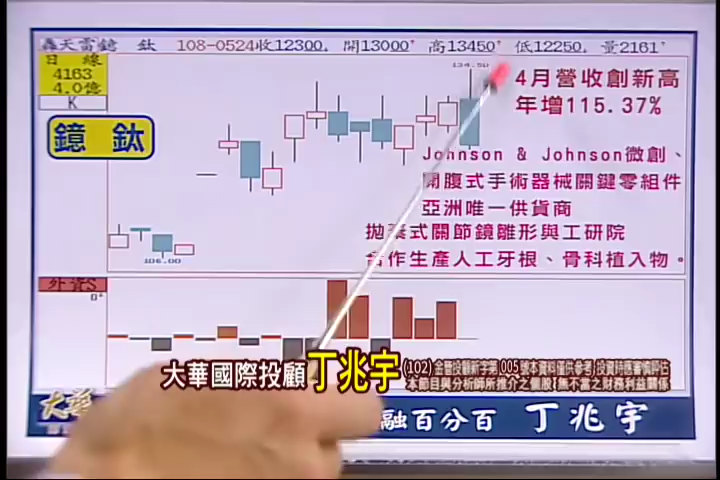 轟天雷鏡 鈦 108-0524收12300 開13000 高13450 低12250 量2161
日 線
4163
4.0億
K
鏡 鈦
134.50
4月營收創新高
年增115.37%
Johnson & Johnson微創、
開腹式手術器械關鍵零組件
亞洲唯一供貨商
拋棄式關節鏡雛形與工研院
合作生產人工牙根、骨科植入物。
106.00
外資S
0
大華國際投顧 丁兆宇
(102)金管投顧新字第005號本資料僅供參考,投資時應審慎評估
本節目與分析師所推介之個股,無不當之財務利益關係
大華
融百分百 丁兆宇